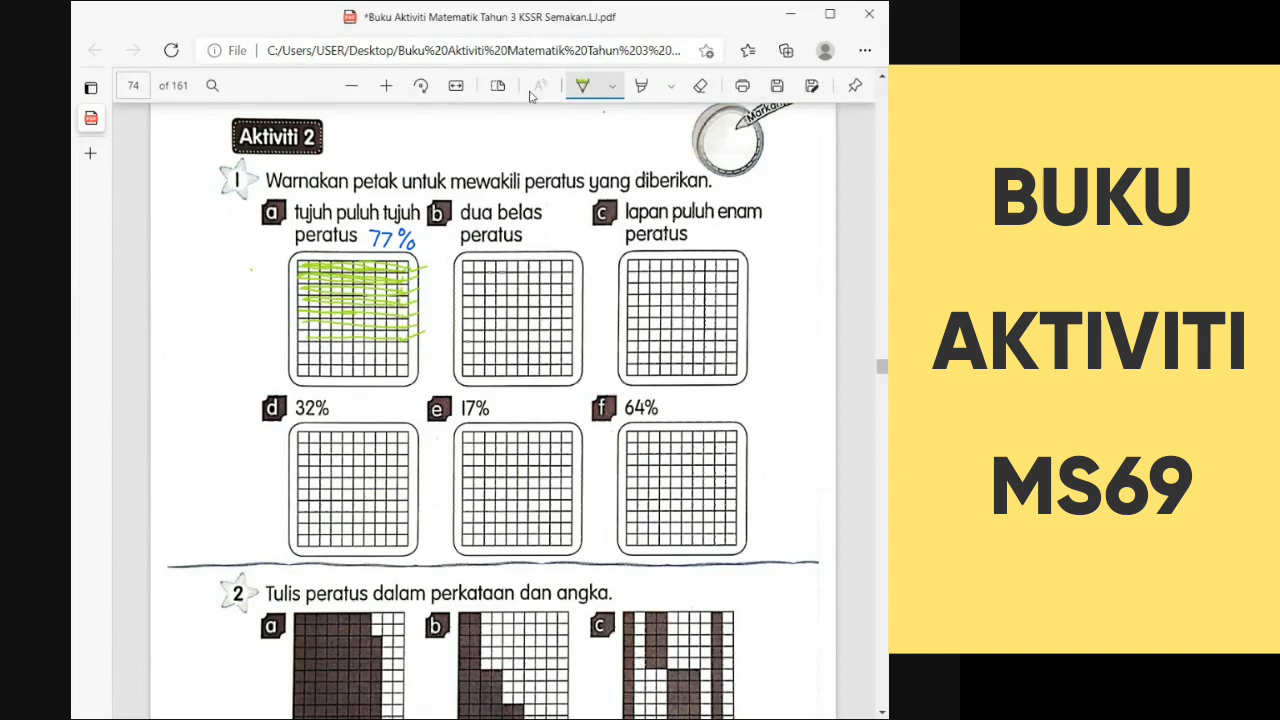 *Buku Aktiviti Matematik Tahun 3 KSSR Semakan.LJ.pdf
File
C:/Users/USER/Desktop/Buku%20Aktiviti%20Matematik%20Tahun%203%20...
74 of 161
Aktiviti 2
1 Warnakan petak untuk mewakili peratus yang diberikan.
a tujuh puluh tujuh peratus 77%
b dua belas peratus
c lapan puluh enam peratus
d 32%
e 17%
f 64%
2 Tulis peratus dalam perkataan dan angka.
a
b
c
BUKU
AKTIVITI
MS69